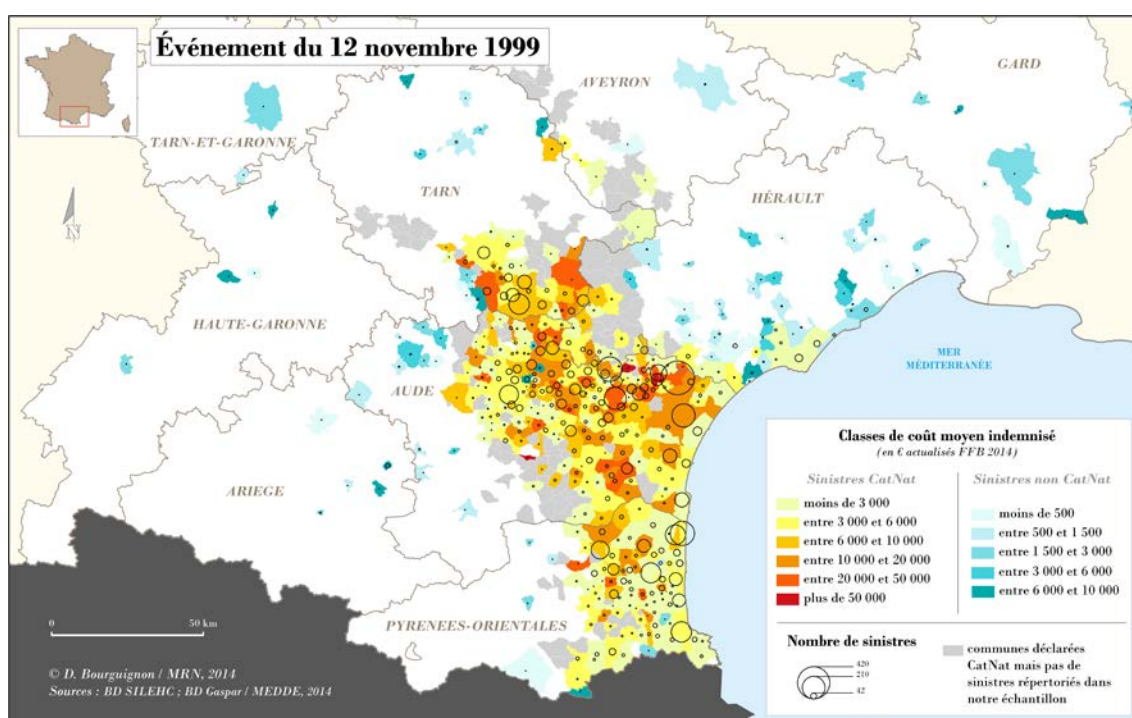 Événement du 12 novembre 1999
AVEYRON
GARD
TARN-ET-GARONNE
TARN
HÉRAULT
N
HAUTE-GARONNE
AUDE
MER
MÉDITERRANÉE
ARIEGE
PYRENEES-ORIENTALES
0 50 km
© D. Bourguignon / MRN, 2014
Sources : BD SILEHC ; BD Gaspar / MEDDE, 2014
Classes de coût moyen indemnisé
(en € actualisés FFB 2014)
Sinistres CatNat
moins de 3 000
entre 3 000 et 6 000
entre 6 000 et 10 000
entre 10 000 et 20 000
entre 20 000 et 50 000
plus de 50 000
Sinistres non CatNat
moins de 500
entre 500 et 1 500
entre 1 500 et 3 000
entre 3 000 et 6 000
entre 6 000 et 10 000
Nombre de sinistres
420
210
42
communes déclarées
CatNat mais pas de
sinistres répertoriés dans
notre échantillon